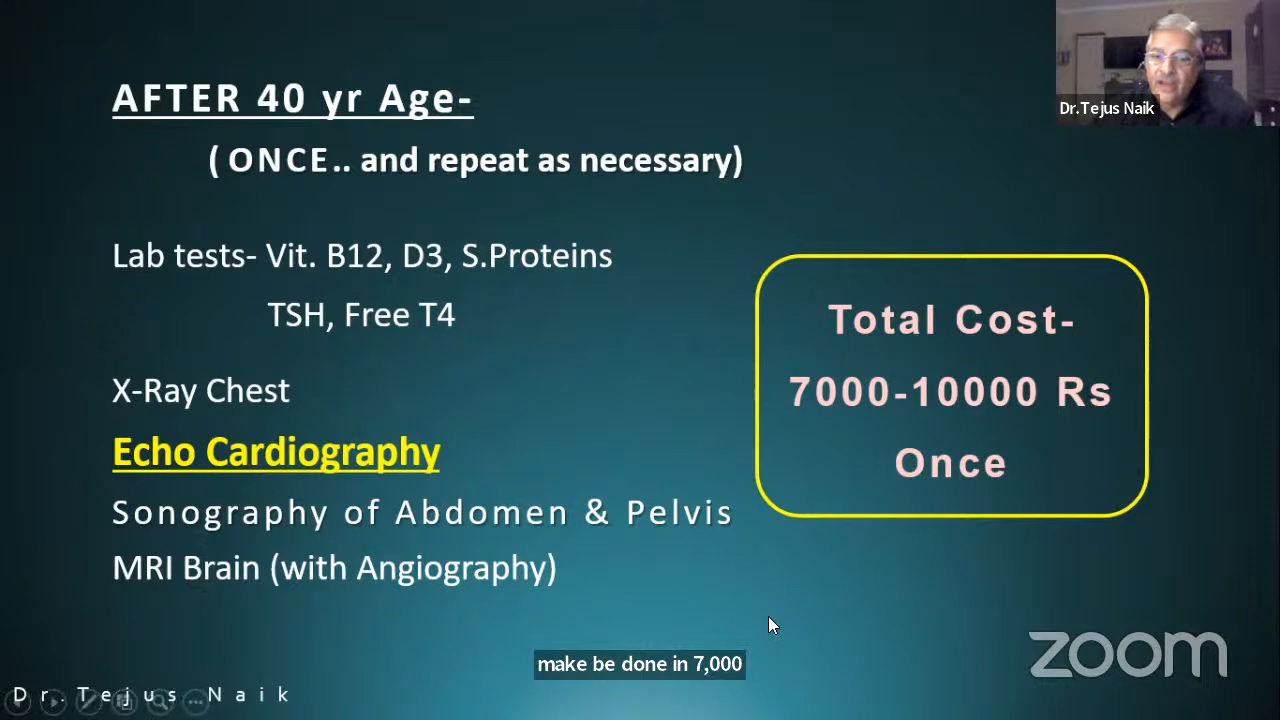 AFTER 40 yr Age-
( ONCE.. and repeat as necessary)
Lab tests- Vit. B12, D3, S.Proteins
TSH, Free T4
X-Ray Chest
Echo Cardiography
Sonography of Abdomen & Pelvis
MRI Brain (with Angiography)
Total Cost-
7000-10000 Rs
Once
Dr.Tejus Naik
make be done in 7,000
zoom
Dr. Tejus Naik